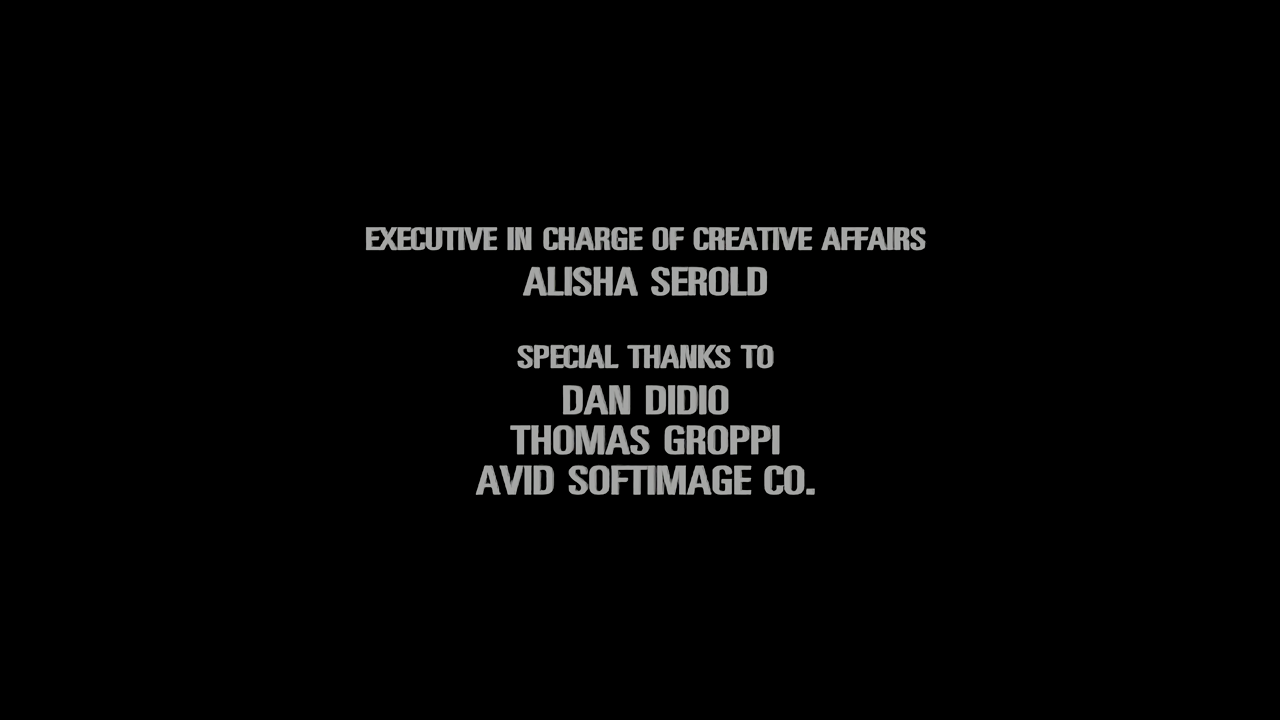 EXECUTIVE IN CHARGE OF CREATIVE AFFAIRS
ALISHA SEROLD
SPECIAL THANKS TO
DAN DIDIO
THOMAS GROPPI
AVID SOFTIMAGE CO.